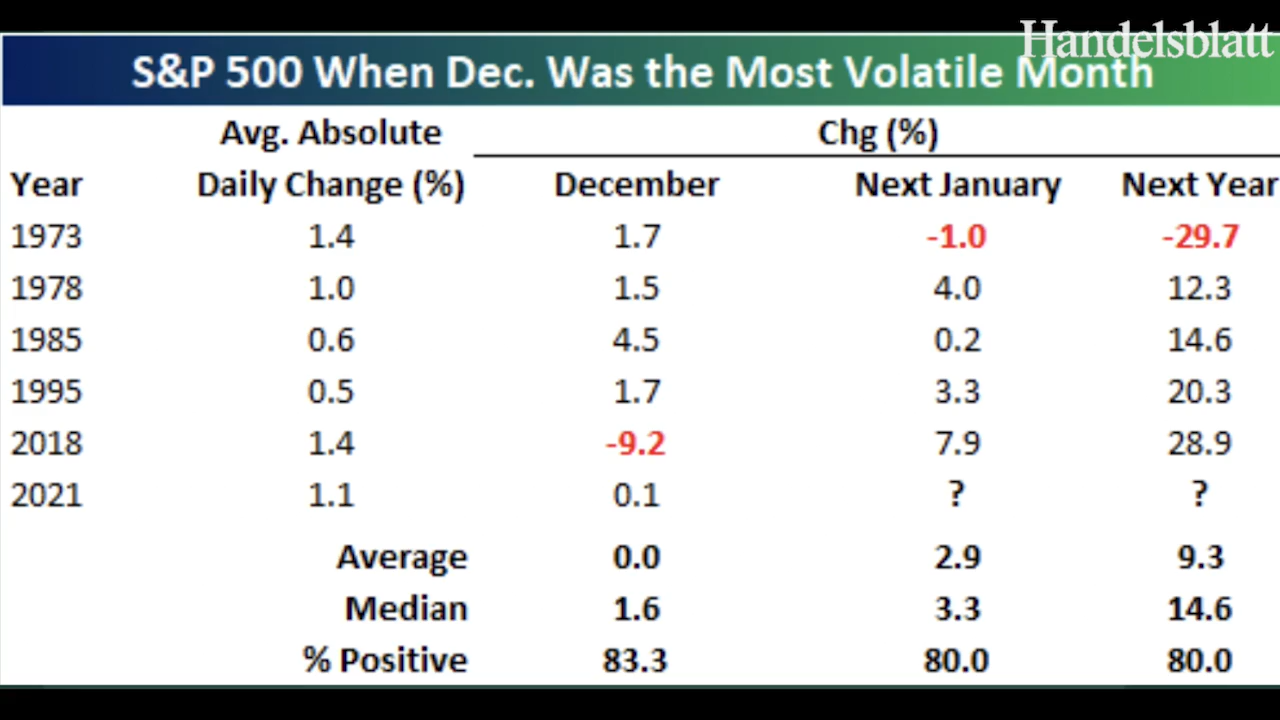 Handelsblatt
S&P 500 When Dec. Was the Most Volatile Month
Avg. Absolute Chg (%)
Year Daily Change (%) December Next January Next Year
1973 1.4 1.7 -1.0 -29.7
1978 1.0 1.5 4.0 12.3
1985 0.6 4.5 0.2 14.6
1995 0.5 1.7 3.3 20.3
2018 1.4 -9.2 7.9 28.9
2021 1.1 0.1 ? ?
Average 0.0 2.9 9.3
Median 1.6 3.3 14.6
% Positive 83.3 80.0 80.0